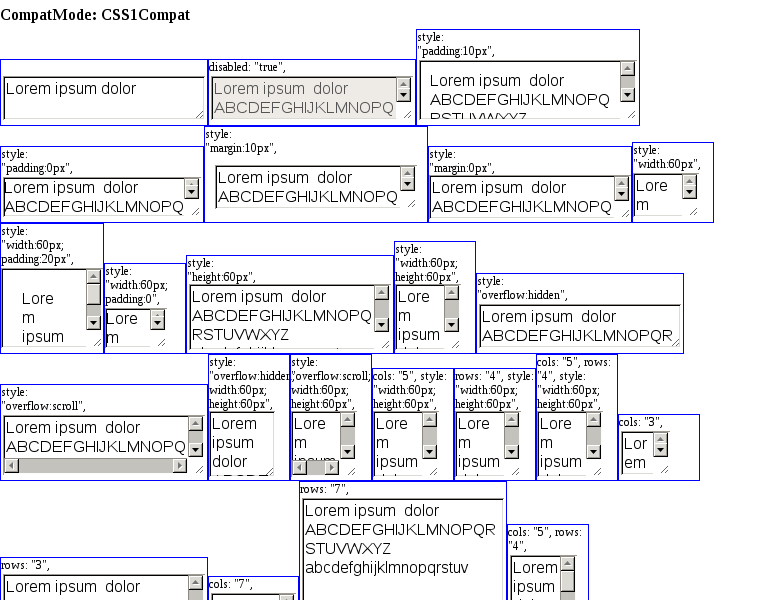 CompatMode: CSS1Compat
Lorem ipsum dolor
disabled: "true",
Lorem ipsum  dolor
ABCDEFGHIJKLMNOPQ
style:
"padding:10px",
Lorem ipsum  dolor
ABCDEFGHIJKLMNOPQ
RSTUVWXYZ
style:
"padding:0px",
Lorem ipsum  dolor
ABCDEFGHIJKLMNOPQ
style:
"margin:10px",
Lorem ipsum  dolor
ABCDEFGHIJKLMNOPQ
style:
"margin:0px",
Lorem ipsum  dolor
ABCDEFGHIJKLMNOPQ
style:
"width:60px",
Lore
m
style:
"width:60px;
padding:20px",
Lore
m
ipsum
style:
"width:60px;
padding:0",
Lore
m
style:
"height:60px",
Lorem ipsum  dolor
ABCDEFGHIJKLMNOPQ
RSTUVWXYZ
style:
"width:60px;
height:60px",
Lore
m
ipsum
style:
"overflow:hidden",
Lorem ipsum  dolor
ABCDEFGHIJKLMNOPQR
style:
"overflow:scroll",
Lorem ipsum  dolor
ABCDEFGHIJKLMNOPQ
style:
"overflow:hidden;
width:60px;
height:60px",
Lorem
ipsum
dolor
style:
"overflow:scroll;
width:60px;
height:60px",
Lore
m
cols: "5", style:
"width:60px;
height:60px",
Lore
m
ipsum
rows: "4", style:
"width:60px;
height:60px",
Lore
m
ipsum
cols: "5", rows:
"4", style:
"width:60px;
height:60px",
Lore
m
ipsum
cols: "3",
Lor
em
rows: "3",
Lorem ipsum  dolor
cols: "7",
rows: "7",
Lorem ipsum  dolor
ABCDEFGHIJKLMNOPQR
STUVWXYZ
abcdefghijklmnopqrstuv
cols: "5", rows:
"4",
Lorem
ipsum